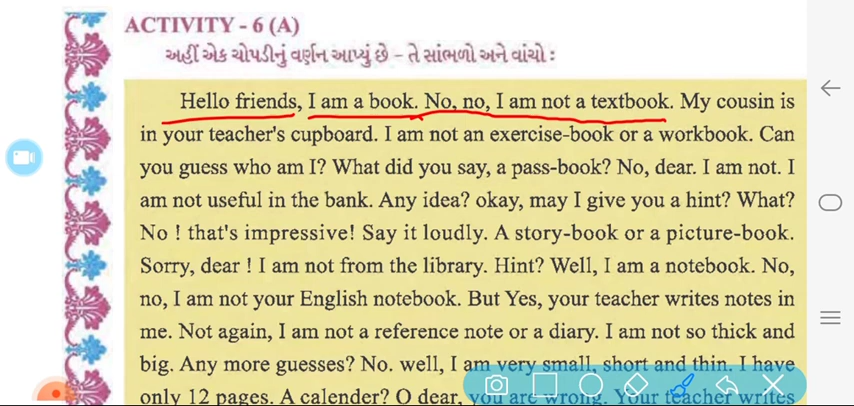 ACTIVITY - 6 (A)
અહીં એક ચોપડીનું વર્ણન આપ્યું છે – તે સાંભળો અને વાંચો :
Hello friends, I am a book. No, no, I am not a textbook. My cousin is
in your teacher's cupboard. I am not an exercise-book or a workbook. Can
you guess who am I? What did you say, a pass-book? No, dear. I am not. I
am not useful in the bank. Any idea? okay, may I give you a hint? What?
No ! that's impressive! Say it loudly. A story-book or a picture-book.
Sorry, dear ! I am not from the library. Hint? Well, I am a notebook. No,
no, I am not your English notebook. But Yes, your teacher writes notes in
me. Not again, I am not a reference note or a diary. I am not so thick and
big. Any more guesses? No. well, I am very small, short and thin. I have
only 12 pages. A calender? O dear, you are wrong. Your teacher writes